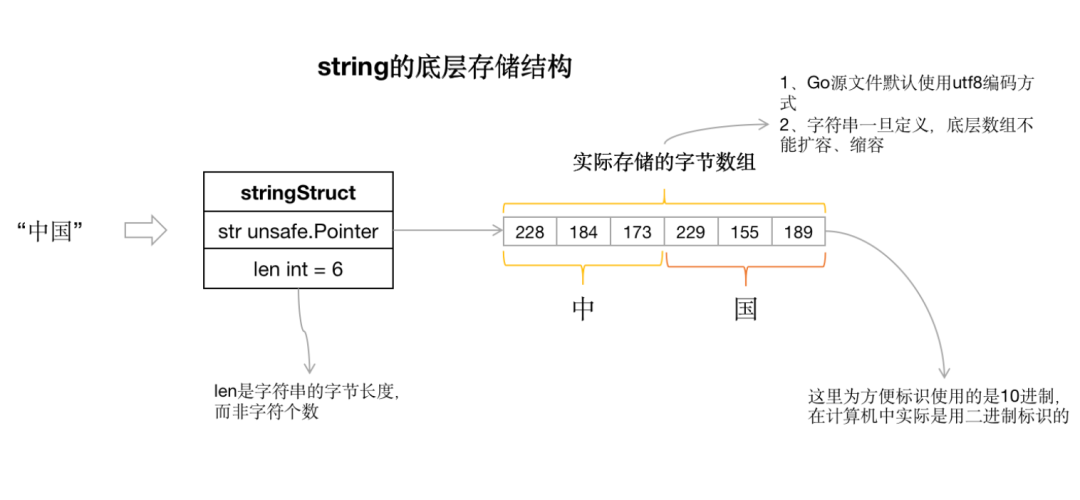 string的底层存储结构
1、Go源文件默认使用utf8编码方
式
2、字符串一旦定义，底层数组不
能扩容、缩容
实际存储的字节数组
“中国”
stringStruct
str unsafe.Pointer
len int = 6
228 184 173 229 155 189
中 国
len是字符串的字节长度，
而非字符个数
这里为方便标识使用的是10进制，
在计算机中实际是用二进制标识的